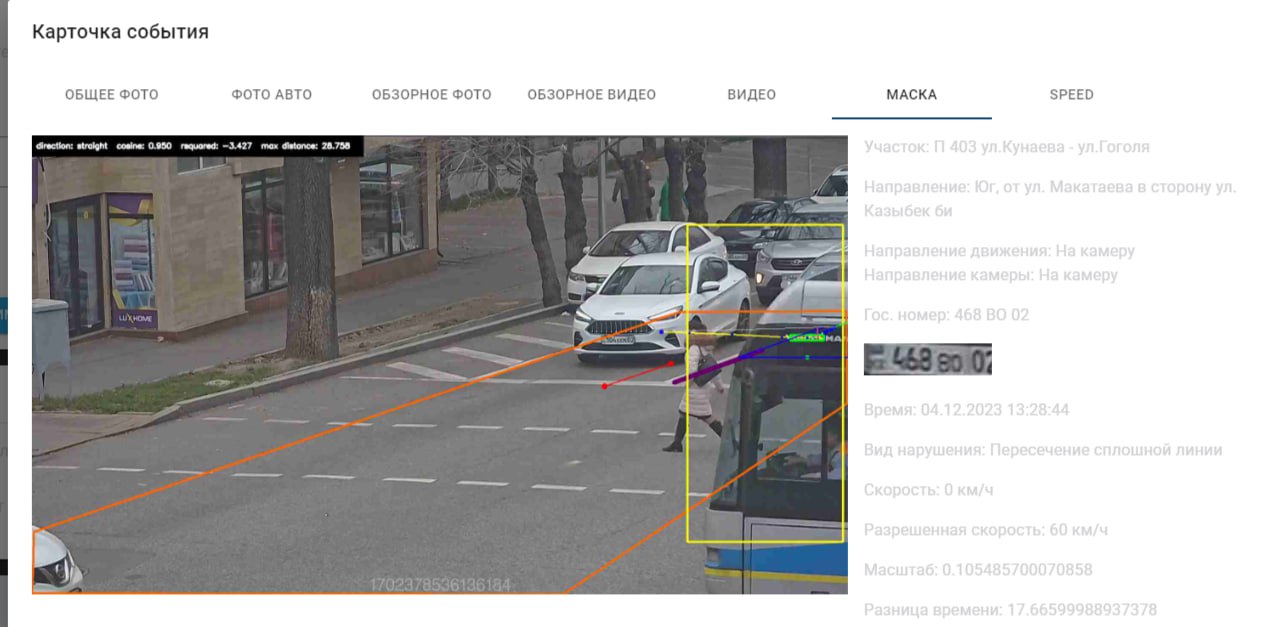 Карточка события
ОБЩЕЕ ФОТО
ФОТО АВТО
ОБЗОРНОЕ ФОТО
ОБЗОРНОЕ ВИДЕО
ВИДЕО
МАСКА
SPEED
direction: straight cosine: 0.950 rsquared: −3.427 max distance: 28.758
LUXHOME
1702378536136184
Участок: П 403 ул.Кунаева - ул.Гоголя
Направление: Юг, от ул. Макатаева в сторону ул.
Казыбек би
Направление движения: На камеру
Направление камеры: На камеру
Гос. номер: 468 BO 02
468 BO 02
Время: 04.12.2023 13:28:44
Вид нарушения: Пересечение сплошной линии
Скорость: 0 км/ч
Разрешенная скорость: 60 км/ч
Масштаб: 0.105485700070858
Разница времени: 17.66599988937378